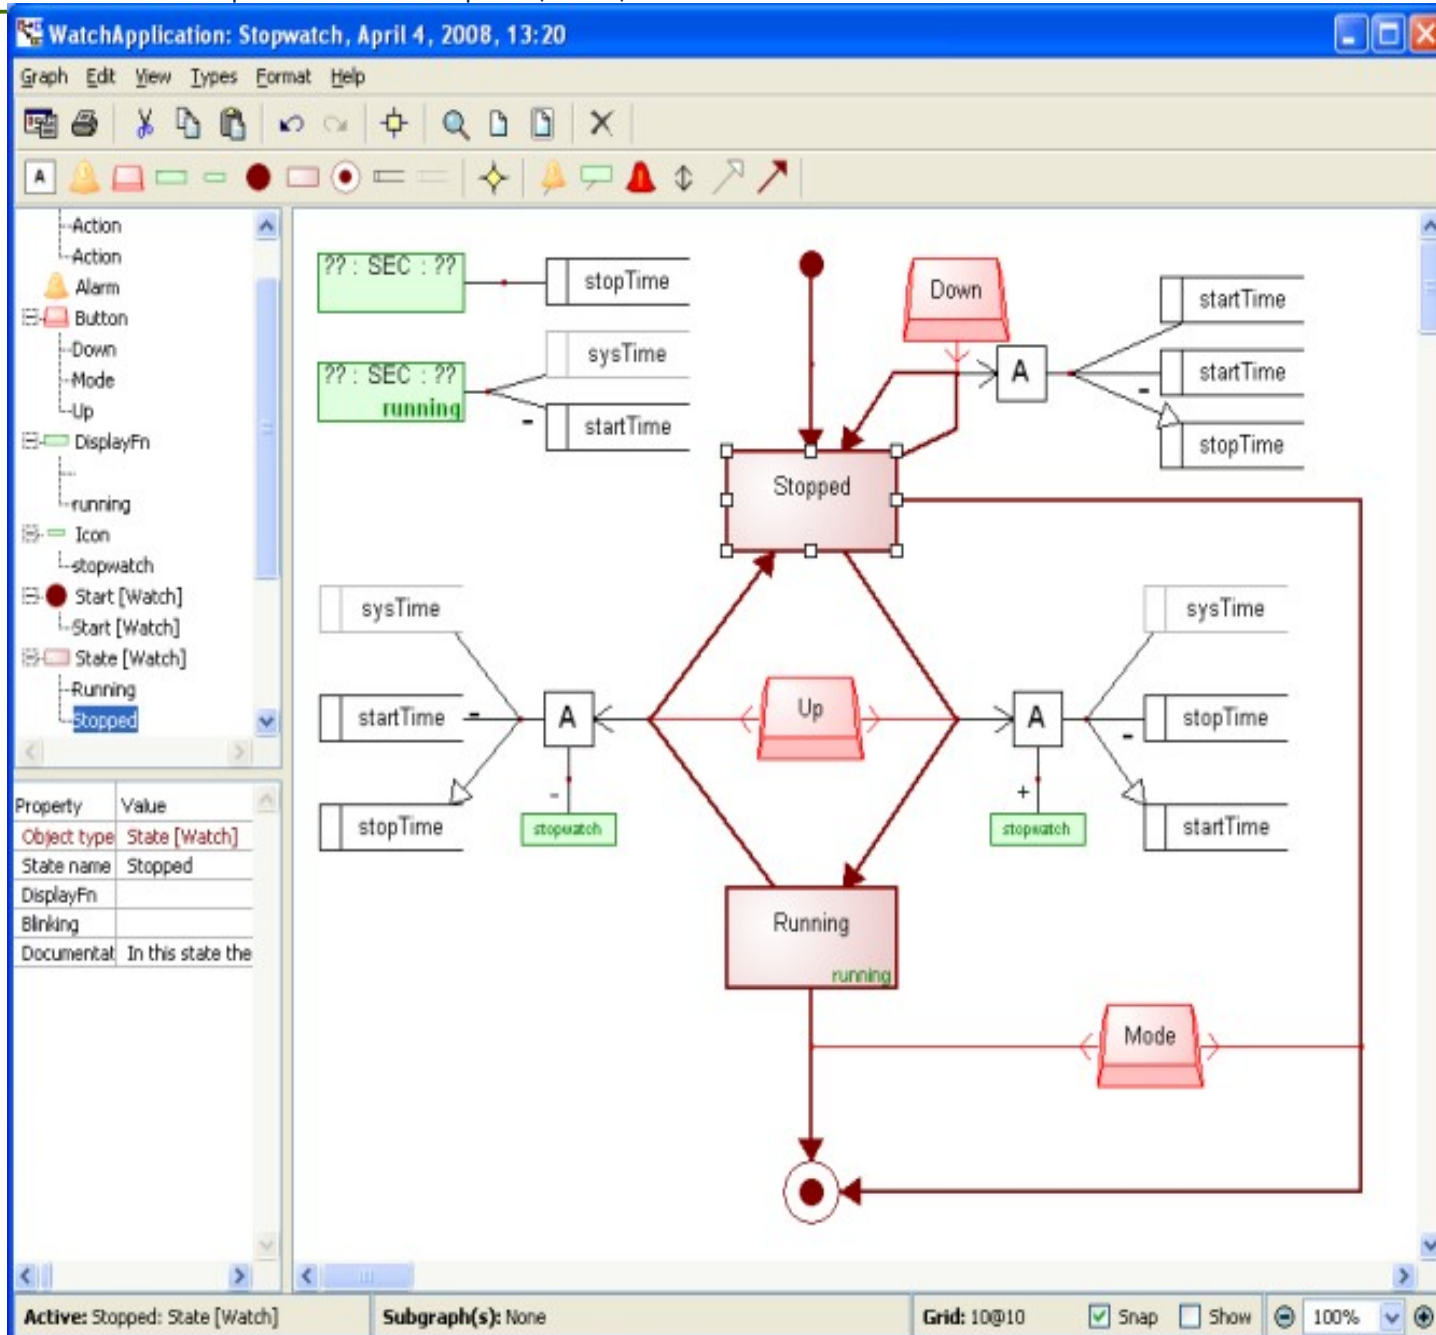 WatchApplication: Stopwatch, April 4, 2008, 13:20
Graph Edit View Types Format Help
A
Action
Action
Alarm
Button
Down
Mode
Up
DisplayFn
running
Icon
stopwatch
Start [Watch]
Start [Watch]
State [Watch]
Running
Stopped
Property Value
Object type State [Watch]
State name Stopped
DisplayFn
Blinking
Documentat In this state the
?? : SEC : ??
stopTime
?? : SEC : ??
running
sysTime
-
startTime
Down
A
startTime
startTime
-
stopTime
Stopped
sysTime
startTime
-
A
stopTime
-
stopwatch
Up
A
sysTime
stopTime
-
startTime
+
stopwatch
Running
running
Mode
Active: Stopped: State [Watch] Subgraph(s): None Grid: 10@10 Snap Show 100%